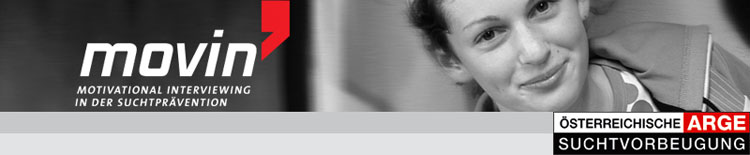 movin'
MOTIVATIONAL INTERVIEWING
IN DER SUCHTPRÄVENTION
ÖSTERREICHISCHE ARGE
SUCHTVORBEUGUNG